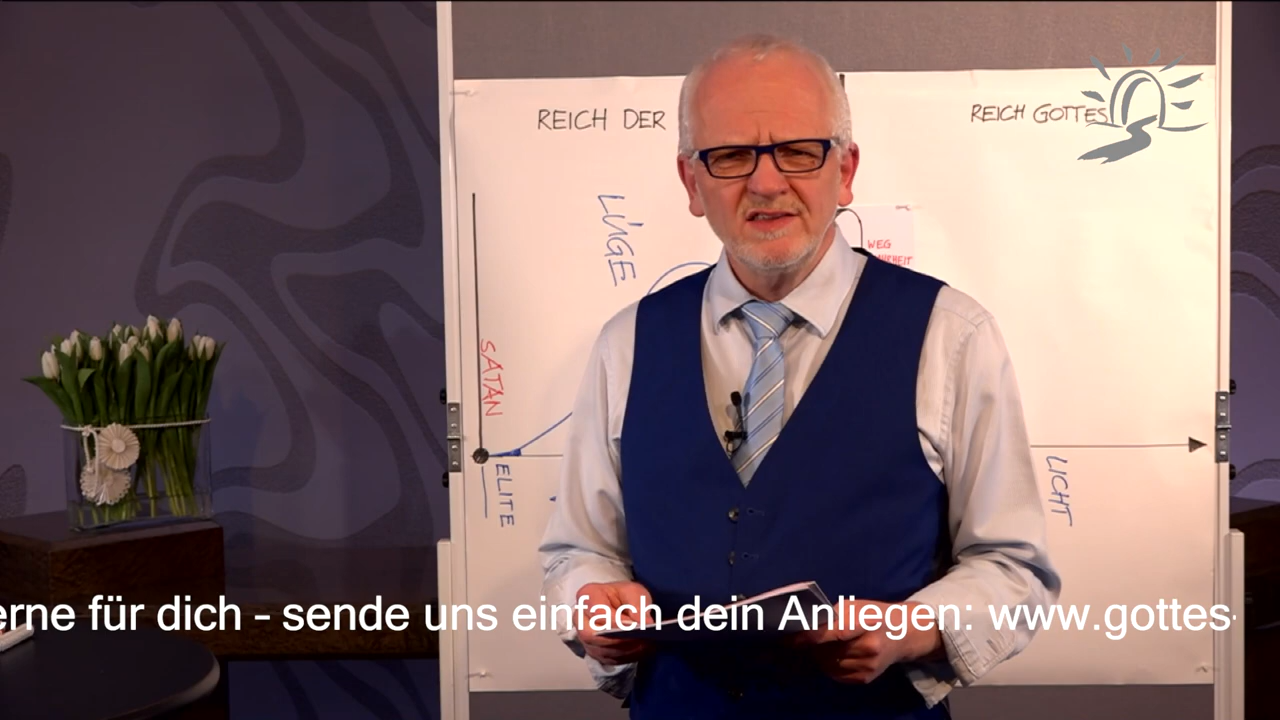 REICH DER
REICH GOTTES
LÜGE
WEG
SATAN
ELITE
LICHT
erne für dich - sende uns einfach dein Anliegen: www.gottes-